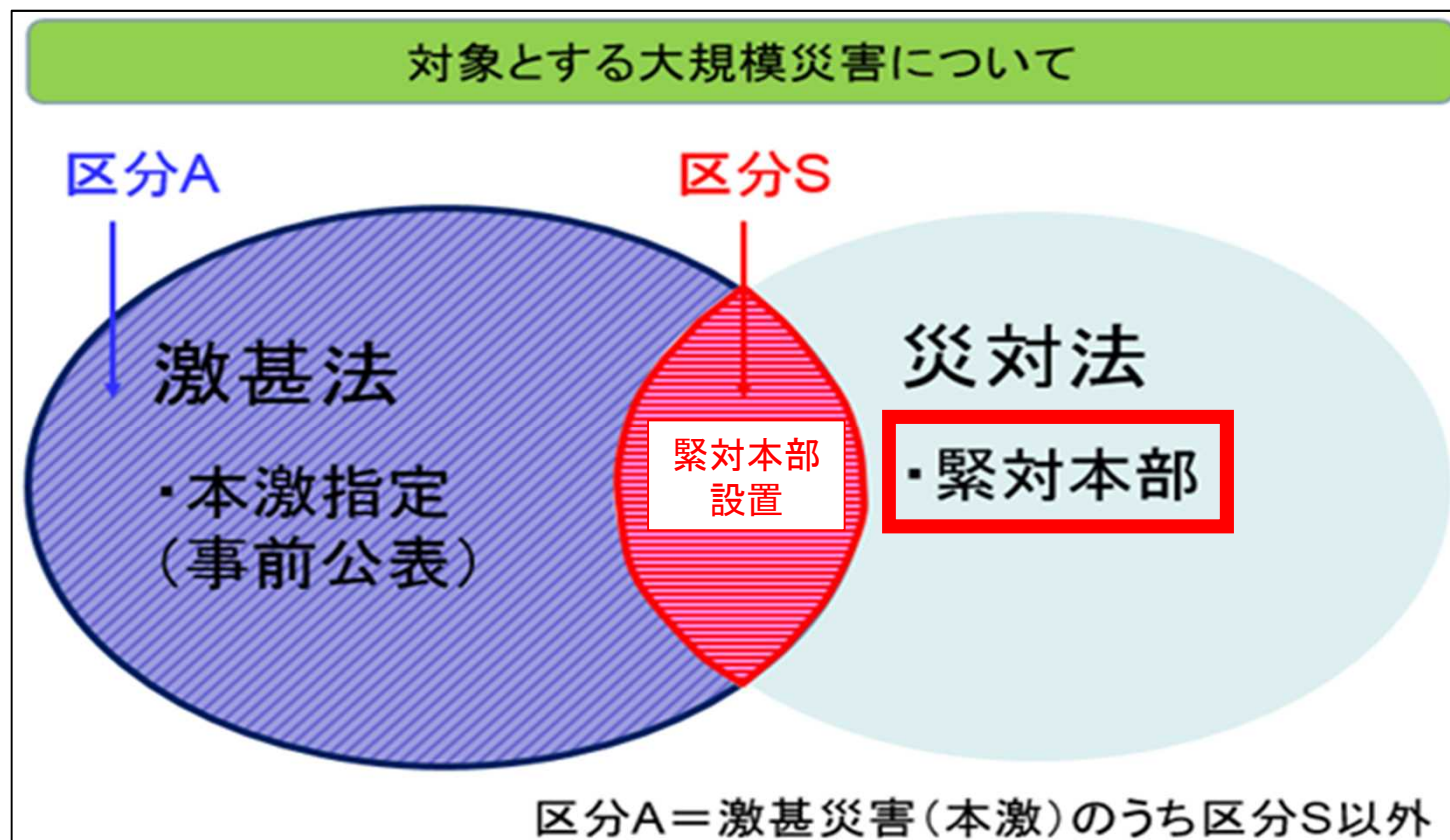 対象とする大規模災害について
区分A
区分S
激甚法
・本激指定
（事前公表）
緊対本部
設置
災対法
・緊対本部
区分A＝激甚災害（本激）のうち区分S以外